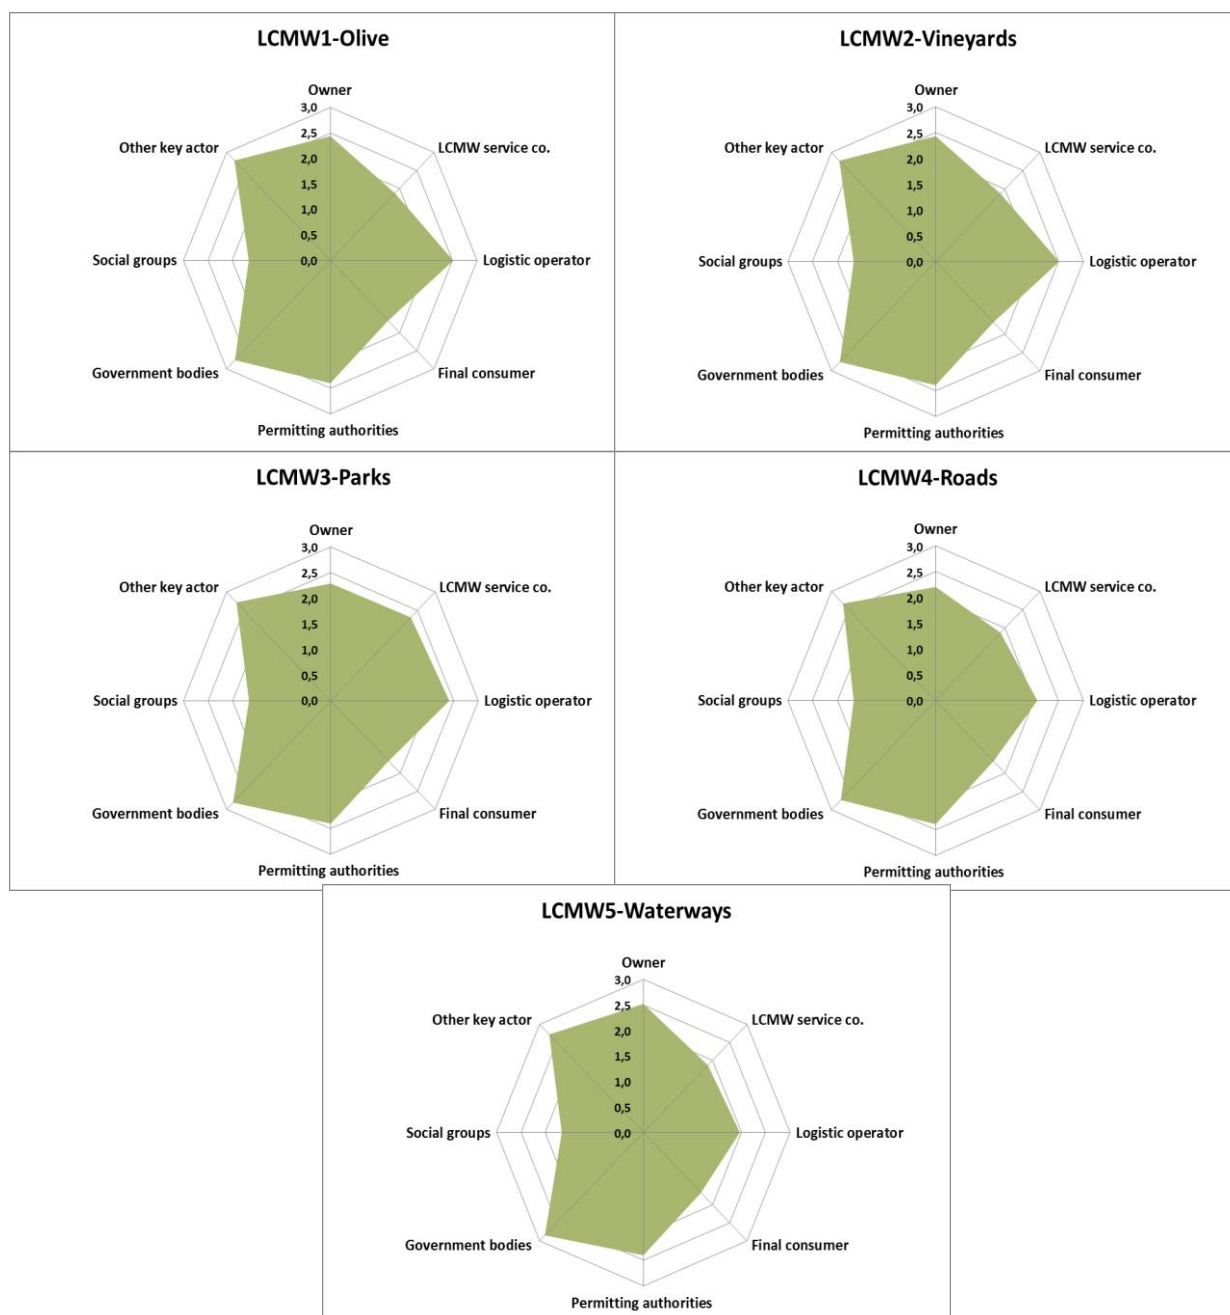 LCMW1-Olive
Owner
3,0
2,5
2,0
1,5
1,0
0,5
0,0
LCMW service co.
Logistic operator
Final consumer
Permitting authorities
Government bodies
Social groups
Other key actor
LCMW2-Vineyards
Owner
3,0
2,5
2,0
1,5
1,0
0,5
0,0
LCMW service co.
Logistic operator
Final consumer
Permitting authorities
Government bodies
Social groups
Other key actor
LCMW3-Parks
Owner
3,0
2,5
2,0
1,5
1,0
0,5
0,0
LCMW service co.
Logistic operator
Final consumer
Permitting authorities
Government bodies
Social groups
Other key actor
LCMW4-Roads
Owner
3,0
2,5
2,0
1,5
1,0
0,5
0,0
LCMW service co.
Logistic operator
Final consumer
Permitting authorities
Government bodies
Social groups
Other key actor
LCMW5-Waterways
Owner
3,0
2,5
2,0
1,5
1,0
0,5
0,0
LCMW service co.
Logistic operator
Final consumer
Permitting authorities
Government bodies
Social groups
Other key actor